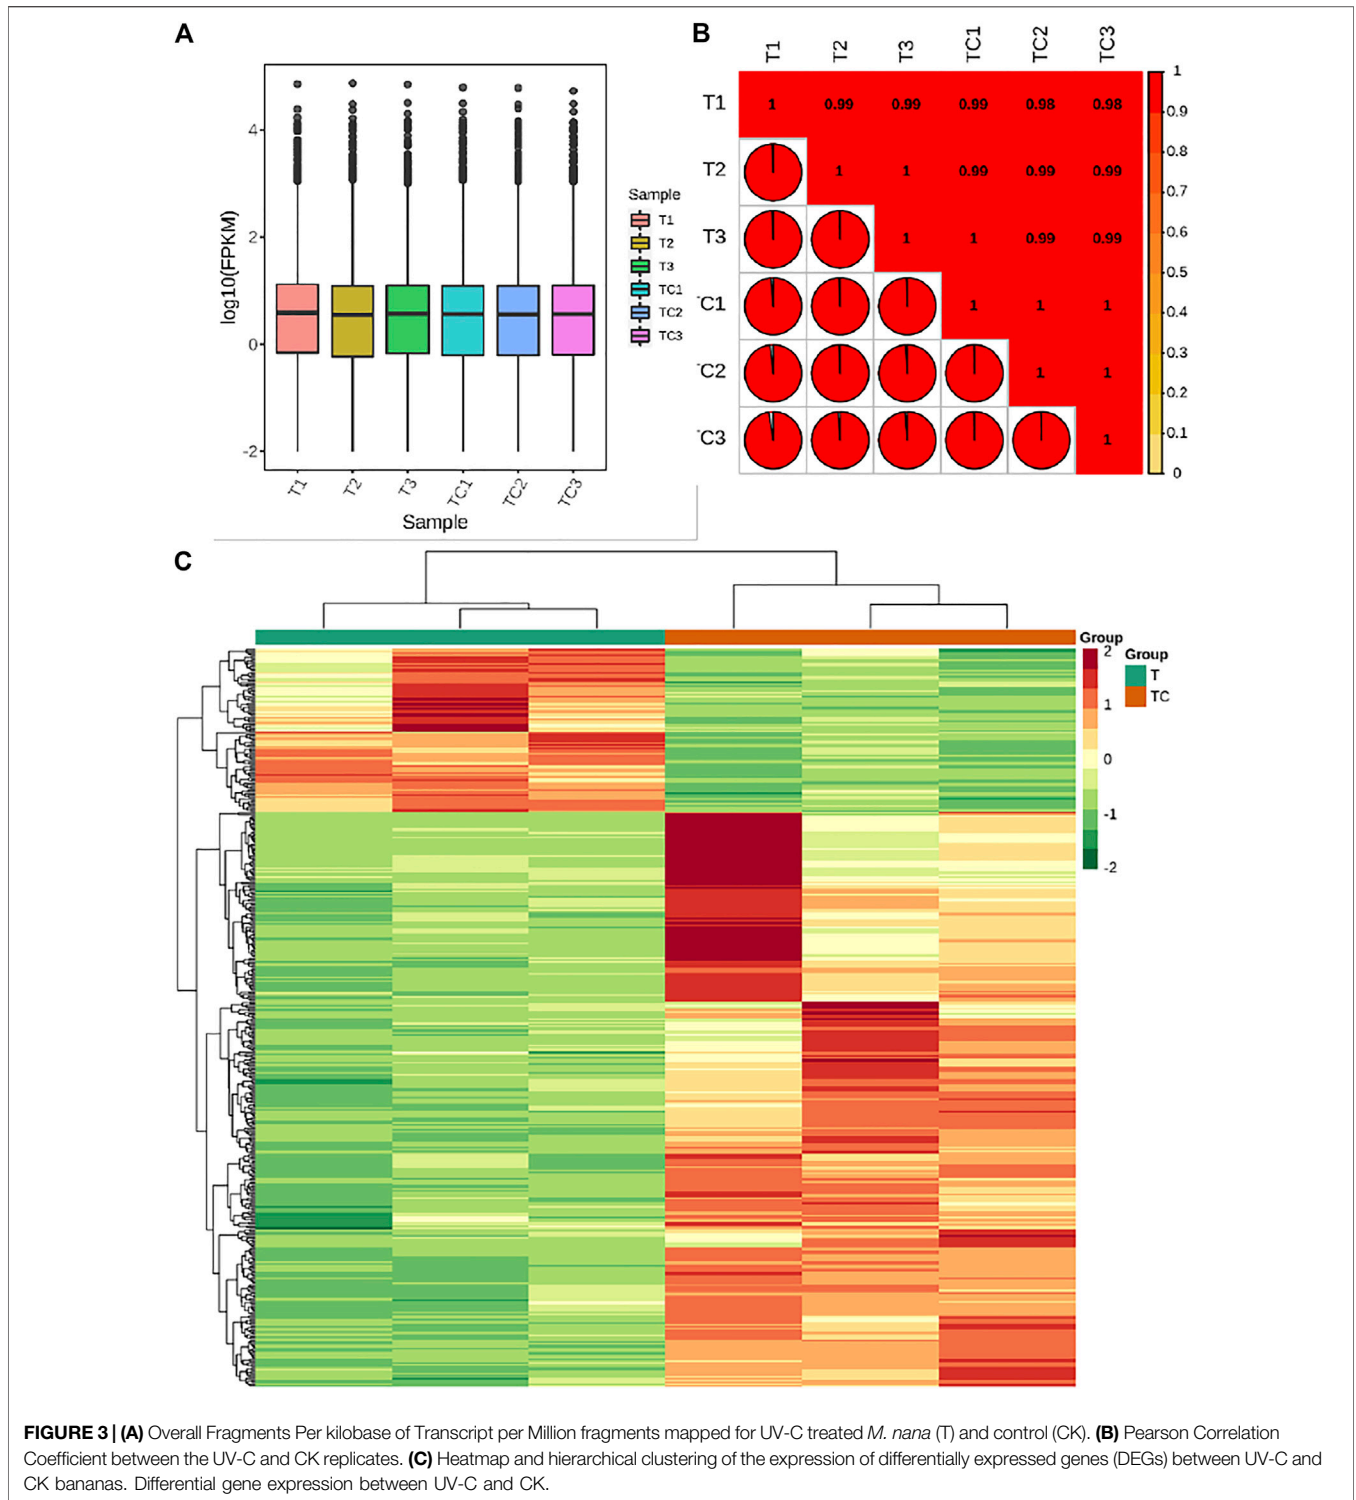 A
B
T1 T2 T3 TC1 TC2 TC3
T1 1 0.99 0.99 0.99 0.98 0.98
T2 1 1 0.99 0.99 0.99
T3 1 1 0.99 0.99
C1 1 1 1
C2 1 1
C3 1
1
0.9
0.8
0.7
0.6
0.5
0.4
0.3
0.2
0.1
0
log10(FPKM)
4
2
0
-2
T1 T2 T3 TC1 TC2 TC3
Sample
Sample
T1
T2
T3
TC1
TC2
TC3
C
Group
2
1
0
-1
-2
Group
T
TC
FIGURE 3 | (A) Overall Fragments Per kilobase of Transcript per Million fragments mapped for UV-C treated M. nana (T) and control (CK). (B) Pearson Correlation
Coefficient between the UV-C and CK replicates. (C) Heatmap and hierarchical clustering of the expression of differentially expressed genes (DEGs) between UV-C and
CK bananas. Differential gene expression between UV-C and CK.